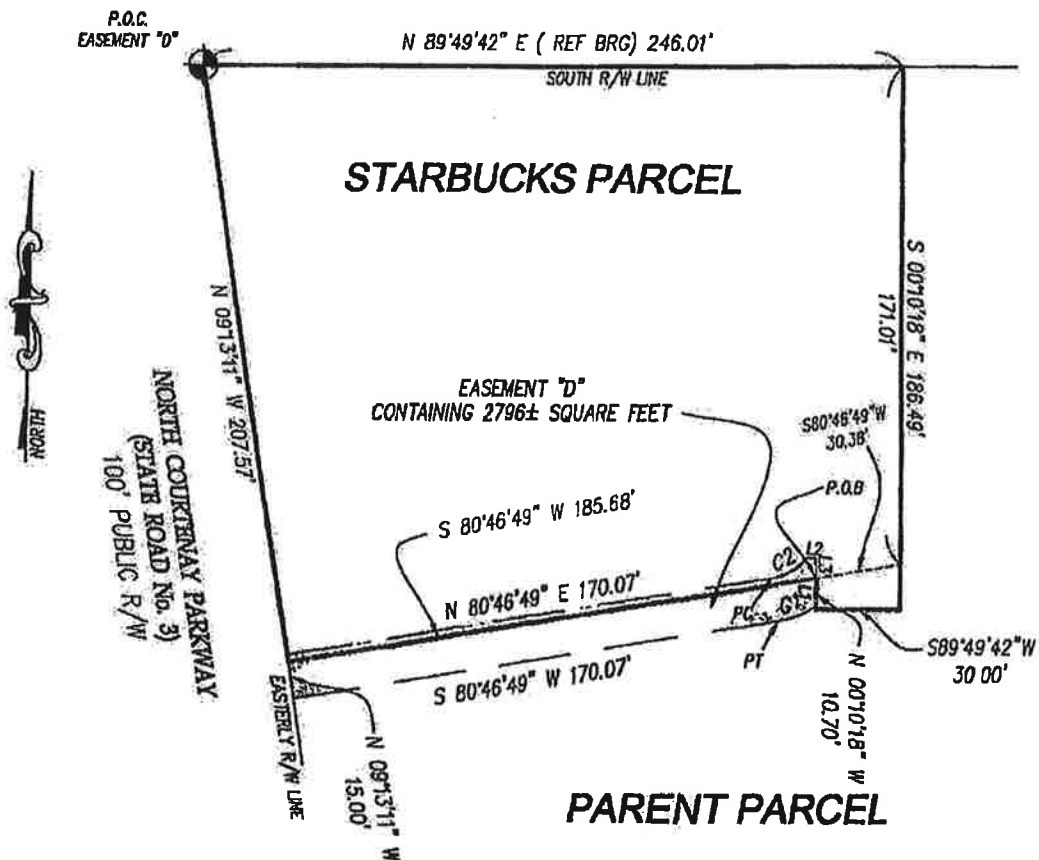 P.O.C.
EASEMENT "D"
N 89°49'42" E ( REF BRG) 246.01'
SOUTH R/W LINE
STARBUCKS PARCEL
S 00°10'18" E 186.49'
171.01'
N 09°13'11" W 207.57'
NORTH
NORTH COURTENAY PARKWAY
(STATE ROAD No. 3)
100' PUBLIC R/W
EASEMENT "D"
CONTAINING 2796± SQUARE FEET
S80°46'49"W
30.38'
P.O.B
S 80°46'49" W 185.68'
C2
L2
L3
N 80°46'49" E 170.07'
PC
L1
PT
S 80°46'49" W 170.07'
S89°49'42"W
30 00'
N 00°10'18" W
10.70'
EASTERLY R/W LINE
N 09°13'11" W
15.00'
PARENT PARCEL